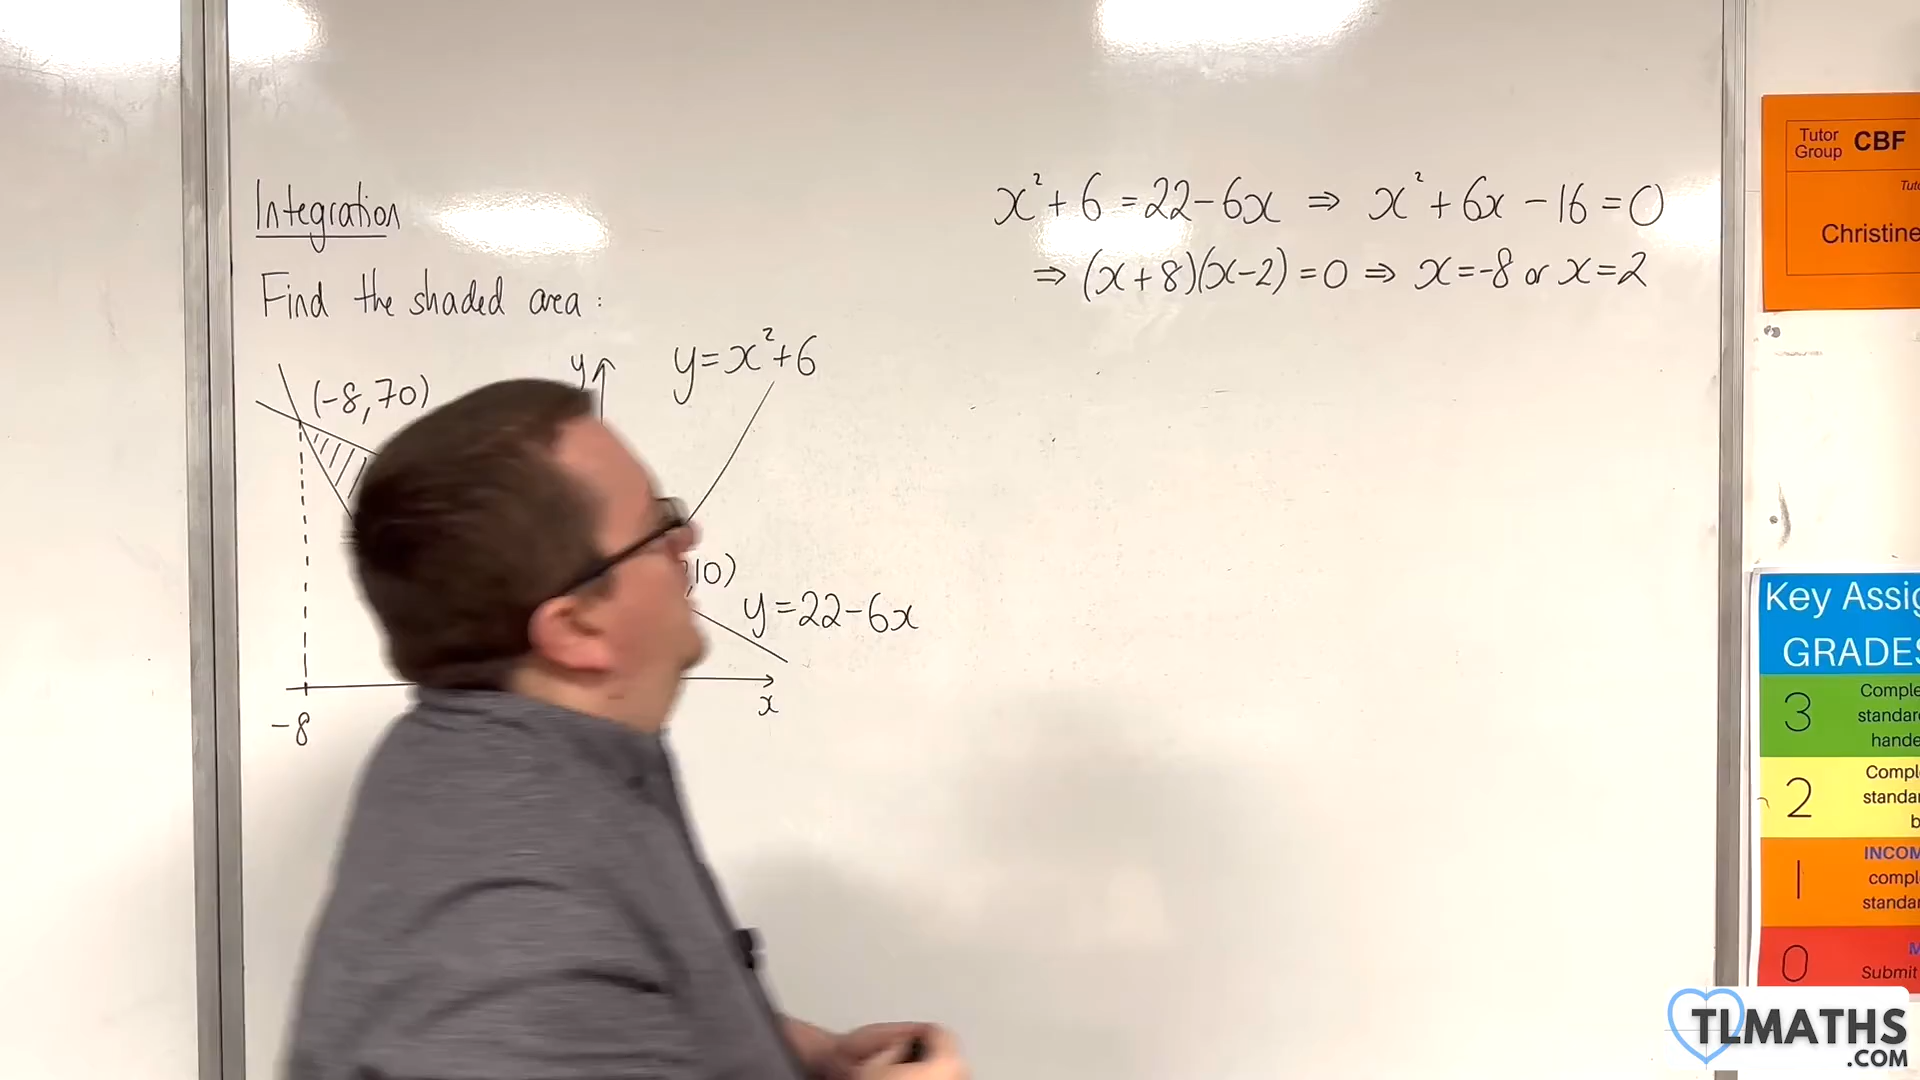 Integration
Find the shaded area :
(-8,70)
y
y=x²+6
,10)
y=22-6x
x
-8
x²+6=22-6x ⇒ x²+6x-16=0
⇒ (x+8)(x-2)=0 ⇒ x=-8 or x=2
Tutor Group CBF
Christine
Key Assig
GRADES
3
Comple
standar
hande
2
Compl
standa
b
1
INCOM
compl
standa
0
M
Submit
TLMATHS
.COM